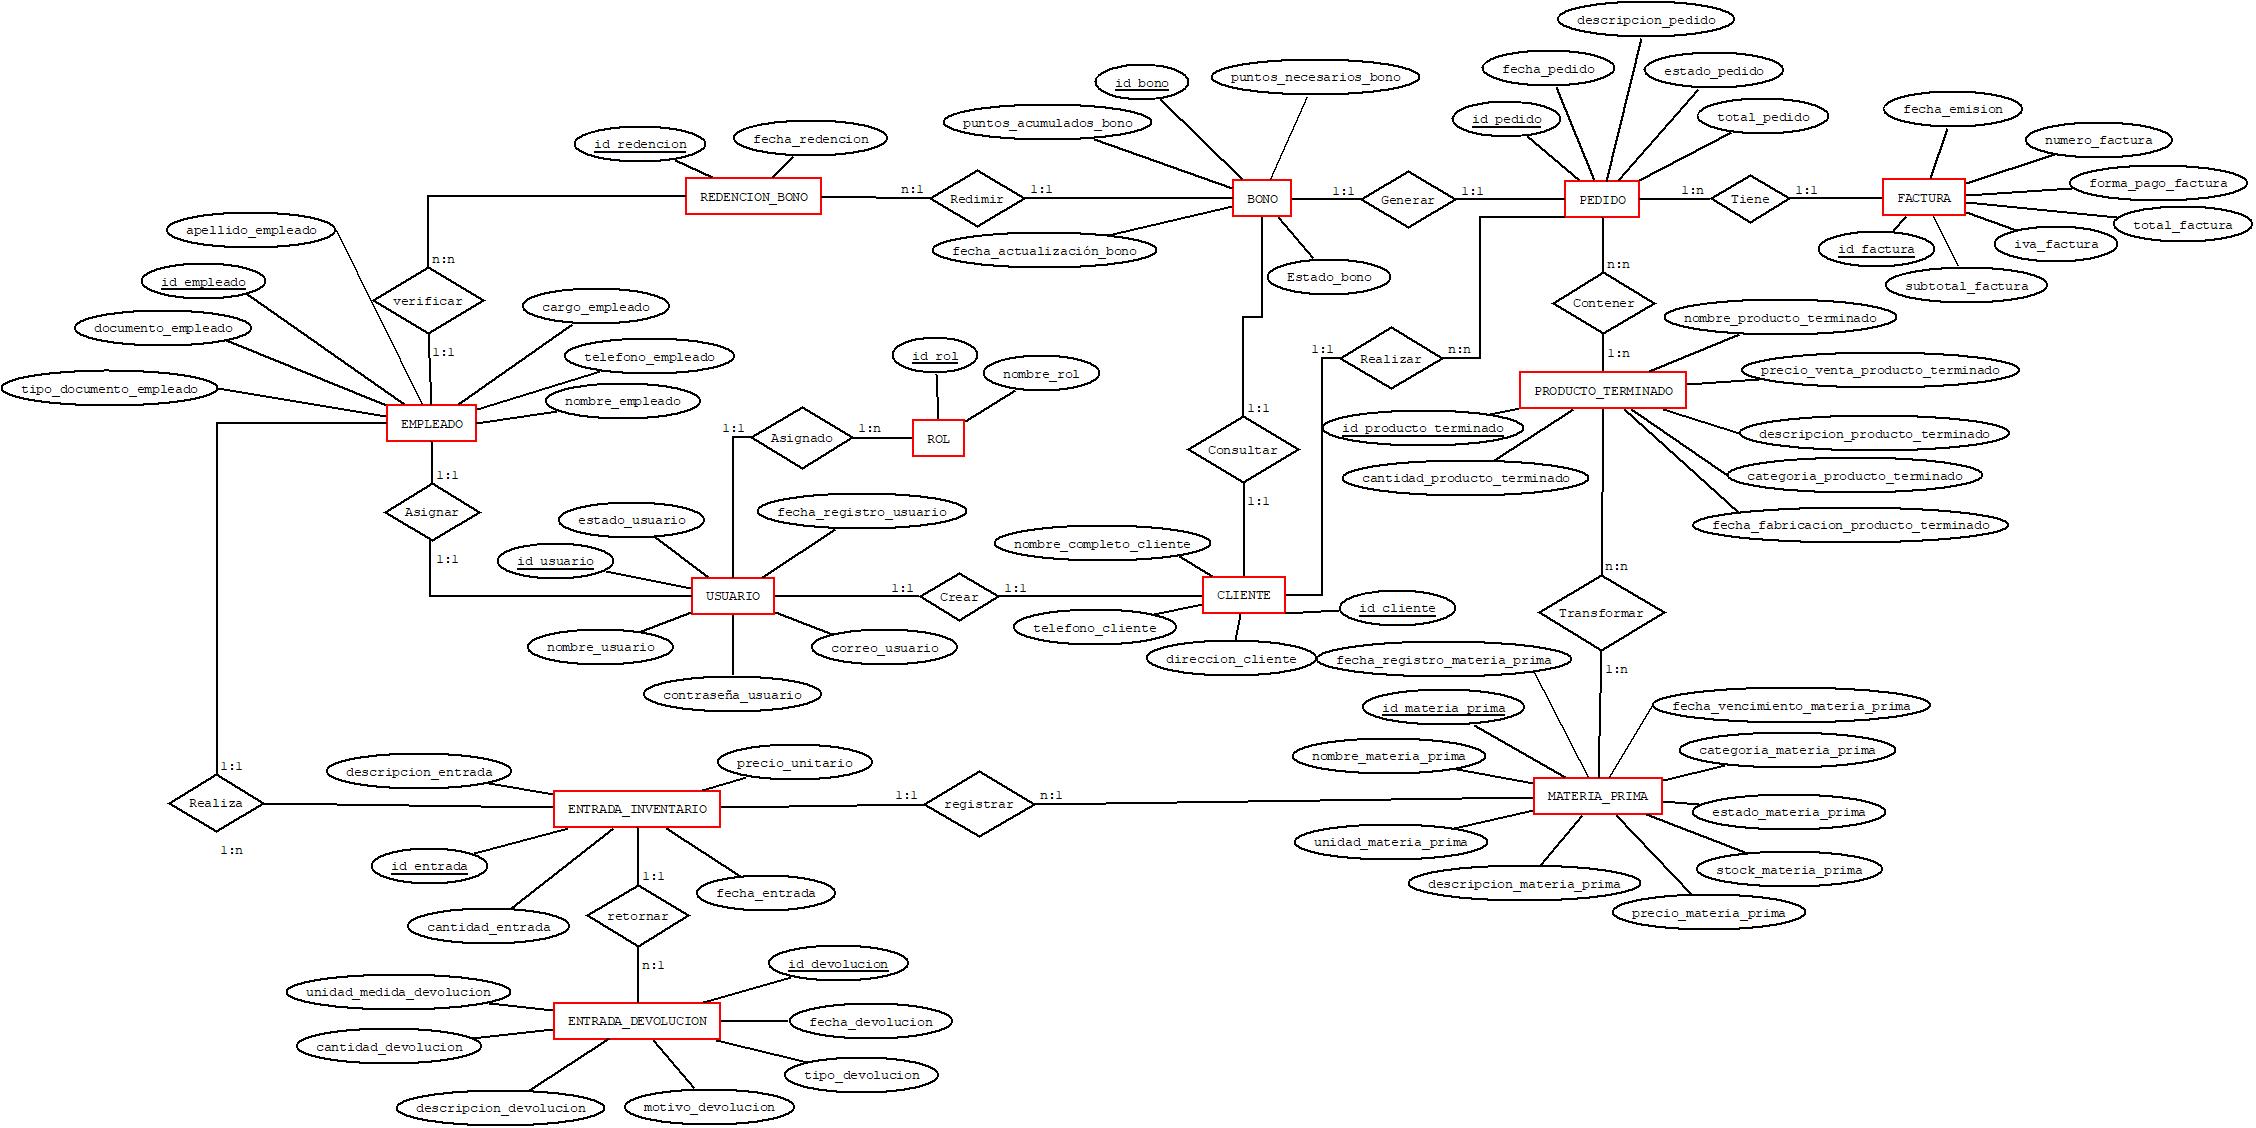 descripcion_pedido
fecha_pedido
estado_pedido
id_pedido
total_pedido
id_bono
puntos_necesarios_bono
puntos_acumulados_bono
fecha_emision
numero_factura
forma_pago_factura
total_factura
iva_factura
id_factura
subtotal_factura
id_redencion
fecha_redencion
REDENCION_BONO
n:1
Redimir
1:1
BONO
1:1
Generar
1:1
PEDIDO
1:n
Tiene
1:1
FACTURA
fecha_actualización_bono
Estado_bono
apellido_empleado
id_empleado
documento_empleado
tipo_documento_empleado
n:n
verificar
1:1
cargo_empleado
telefono_empleado
nombre_empleado
EMPLEADO
n:n
Contener
1:n
1:1
Realizar
n:n
nombre_producto_terminado
precio_venta_producto_terminado
PRODUCTO_TERMINADO
id_producto_terminado
cantidad_producto_terminado
descripcion_producto_terminado
categoria_producto_terminado
fecha_fabricacion_producto_terminado
id_rol
nombre_rol
1:1
Asignado
1:n
ROL
1:1
Consultar
1:1
1:1
Asignar
1:1
estado_usuario
fecha_registro_usuario
id_usuario
USUARIO
nombre_usuario
correo_usuario
contraseña_usuario
1:1
Crear
1:1
nombre_completo_cliente
CLIENTE
id_cliente
telefono_cliente
direccion_cliente
n:n
Transformar
1:n
fecha_registro_materia_prima
id_materia_prima
nombre_materia_prima
fecha_vencimiento_materia_prima
categoria_materia_prima
MATERIA_PRIMA
estado_materia_prima
unidad_materia_prima
stock_materia_prima
descripcion_materia_prima
precio_materia_prima
1:1
Realiza
1:n
descripcion_entrada
precio_unitario
ENTRADA_INVENTARIO
1:1
registrar
n:1
id_entrada
cantidad_entrada
fecha_entrada
1:1
retornar
n:1
id_devolucion
unidad_medida_devolucion
ENTRADA_DEVOLUCION
fecha_devolucion
cantidad_devolucion
tipo_devolucion
descripcion_devolucion
motivo_devolucion